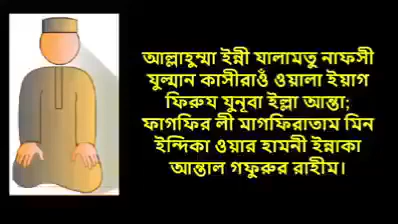 আল্লাহুম্মা ইন্নী যালামতু নাফসী
যুল্মান কাসীরাওঁ ওয়ালা ইয়াগ
ফিরুয যুনূবা ইল্লা আন্তা;
ফাগফির লী মাগফিরাতাম মিন
ইন্দিকা ওয়ার হামনী ইন্নাকা
আন্তাল গফুরুর রাহীম।